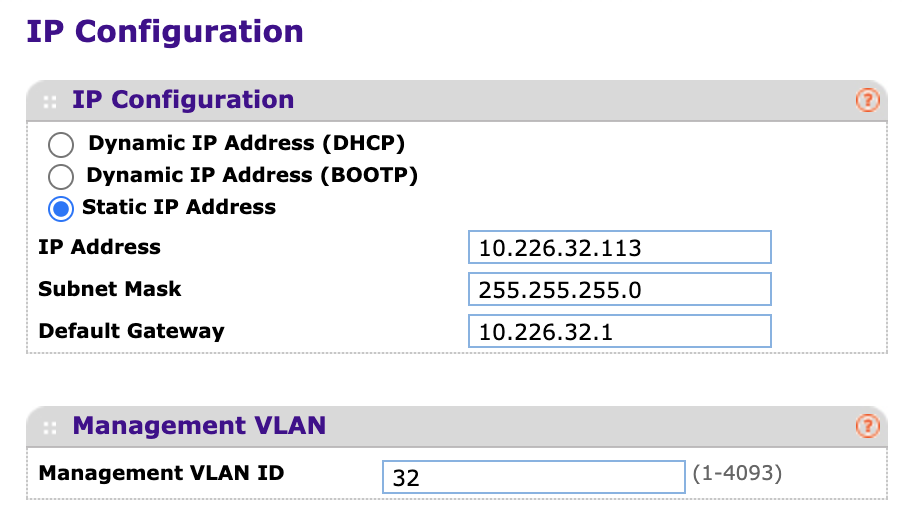 IP Configuration
IP Configuration
Dynamic IP Address (DHCP)
Dynamic IP Address (BOOTP)
Static IP Address
IP Address 10.226.32.113
Subnet Mask 255.255.255.0
Default Gateway 10.226.32.1
Management VLAN
Management VLAN ID 32 (1-4093)